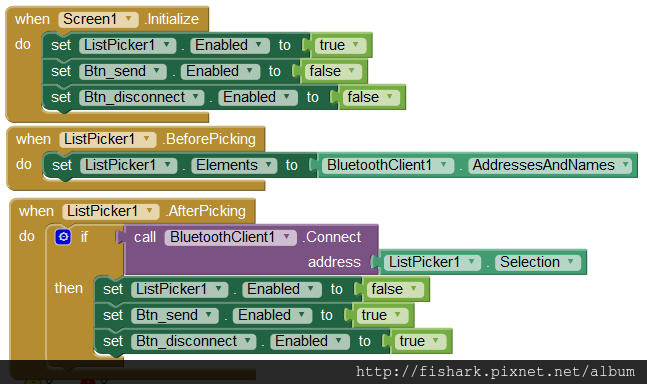 when Screen1 .Initialize
do set ListPicker1 . Enabled to true
set Btn_send . Enabled to false
set Btn_disconnect . Enabled to false
when ListPicker1 .BeforePicking
do set ListPicker1 . Elements to BluetoothClient1 . AddressesAndNames
when ListPicker1 .AfterPicking
do if call BluetoothClient1 .Connect
address ListPicker1 . Selection
then set ListPicker1 . Enabled to false
set Btn_send . Enabled to true
set Btn_disconnect . Enabled to true
http://fishark.pixnet.net/album